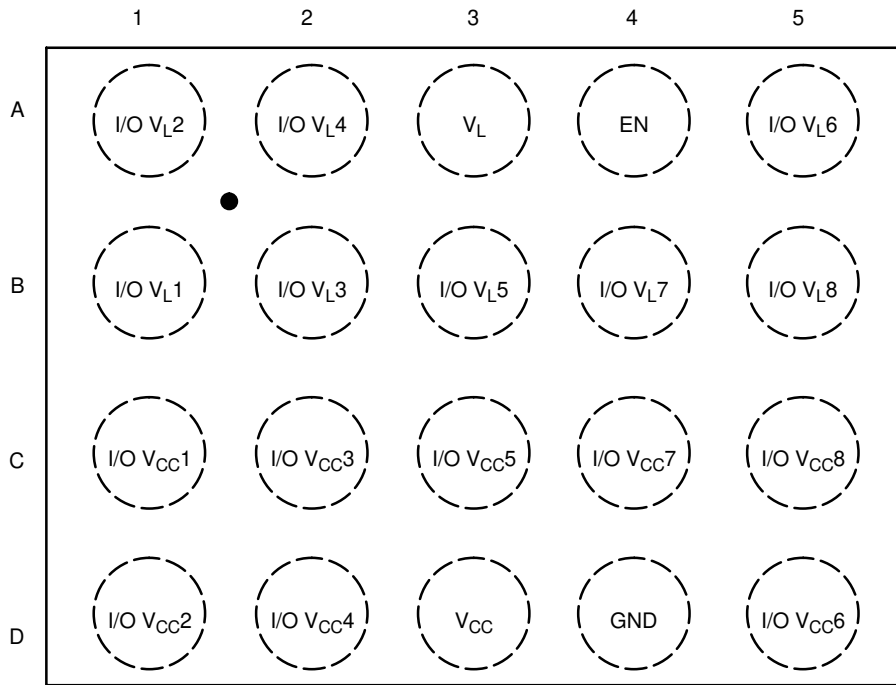 1 2 3 4 5
A I/O VL2 I/O VL4 VL EN I/O VL6
B I/O VL1 I/O VL3 I/O VL5 I/O VL7 I/O VL8
C I/O VCC1 I/O VCC3 I/O VCC5 I/O VCC7 I/O VCC8
D I/O VCC2 I/O VCC4 VCC GND I/O VCC6